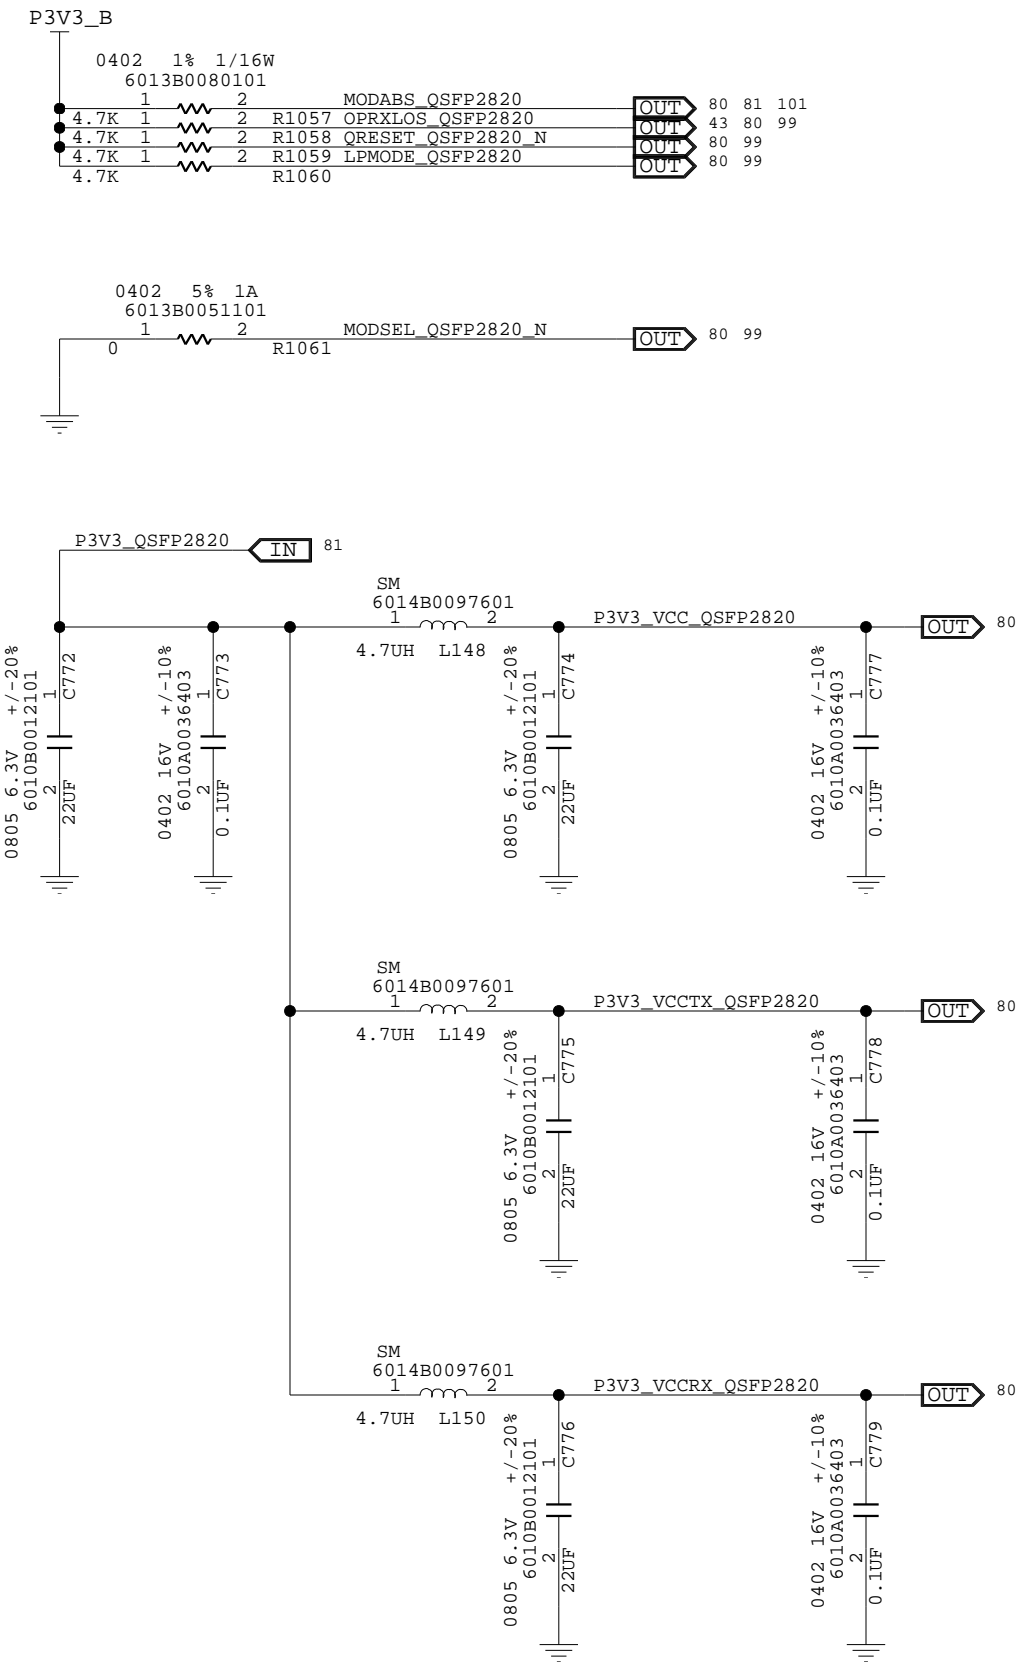 P3V3_B
0402 1% 1/16W
6013B0080101
1 2 MODABS_QSFP2820 OUT 80 81 101
4.7K 1 2 R1057 OPRXLOS_QSFP2820 OUT 43 80 99
4.7K 1 2 R1058 QRESET_QSFP2820_N OUT 80 99
4.7K 1 2 R1059 LPMODE_QSFP2820 OUT 80 99
4.7K R1060
0402 5% 1A
6013B0051101
1 2 MODSEL_QSFP2820_N OUT 80 99
0 R1061
P3V3_QSFP2820 IN 81
SM
6014B0097601
1 2 P3V3_VCC_QSFP2820 OUT 80
4.7UH L148
0805 6.3V +/-20%
6010B0012101
1 2
C772
22UF
0402 16V +/-10%
6010A0036403
1 2
C773
0.1UF
0805 6.3V +/-20%
6010B0012101
1 2
C774
22UF
0402 16V +/-10%
6010A0036403
1 2
C777
0.1UF
SM
6014B0097601
1 2 P3V3_VCCTX_QSFP2820 OUT 80
4.7UH L149
0805 6.3V +/-20%
6010B0012101
1 2
C775
22UF
0402 16V +/-10%
6010A0036403
1 2
C778
0.1UF
SM
6014B0097601
1 2 P3V3_VCCRX_QSFP2820 OUT 80
4.7UH L150
0805 6.3V +/-20%
6010B0012101
1 2
C776
22UF
0402 16V +/-10%
6010A0036403
1 2
C779
0.1UF